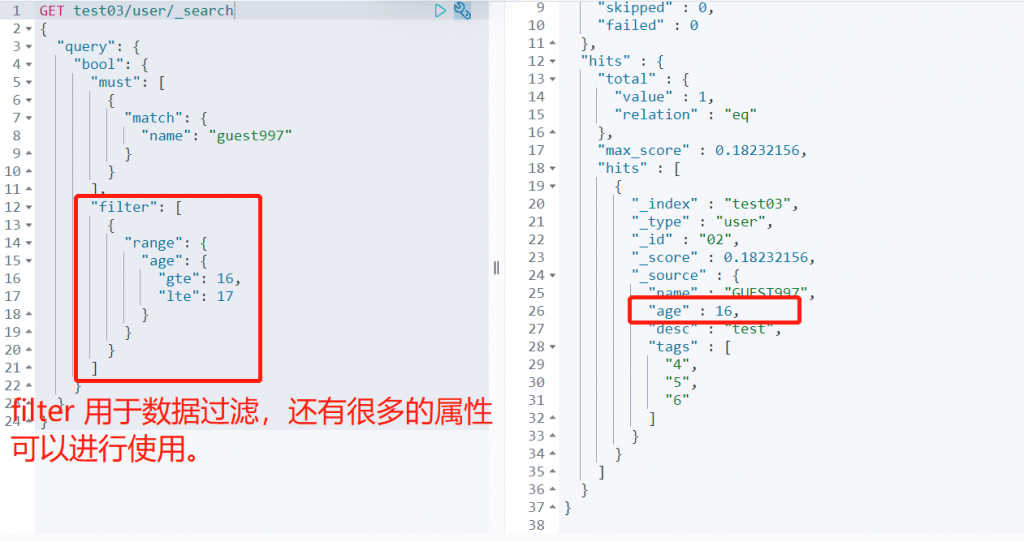 1 GET test03/user/_search
2 {
3 "query": {
4 "bool": {
5 "must": [
6 {
7 "match": {
8 "name": "guest997"
9 }
10 }
11 ],
12 "filter": [
13 {
14 "range": {
15 "age": {
16 "gte": 16,
17 "lte": 17
18 }
19 }
20 }
21 ]
22 }
23 }
24 }
filter 用于数据过滤，还有很多的属性
可以进行使用。
9 "skipped" : 0,
10 "failed" : 0
11 },
12 "hits" : {
13 "total" : {
14 "value" : 1,
15 "relation" : "eq"
16 },
17 "max_score" : 0.18232156,
18 "hits" : [
19 {
20 "_index" : "test03",
21 "_type" : "user",
22 "_id" : "02",
23 "_score" : 0.18232156,
24 "_source" : {
25 "name" : "GUEST997",
26 "age" : 16,
27 "desc" : "test",
28 "tags" : [
29 "4",
30 "5",
31 "6"
32 ]
33 }
34 }
35 ]
36 }
37 }
38